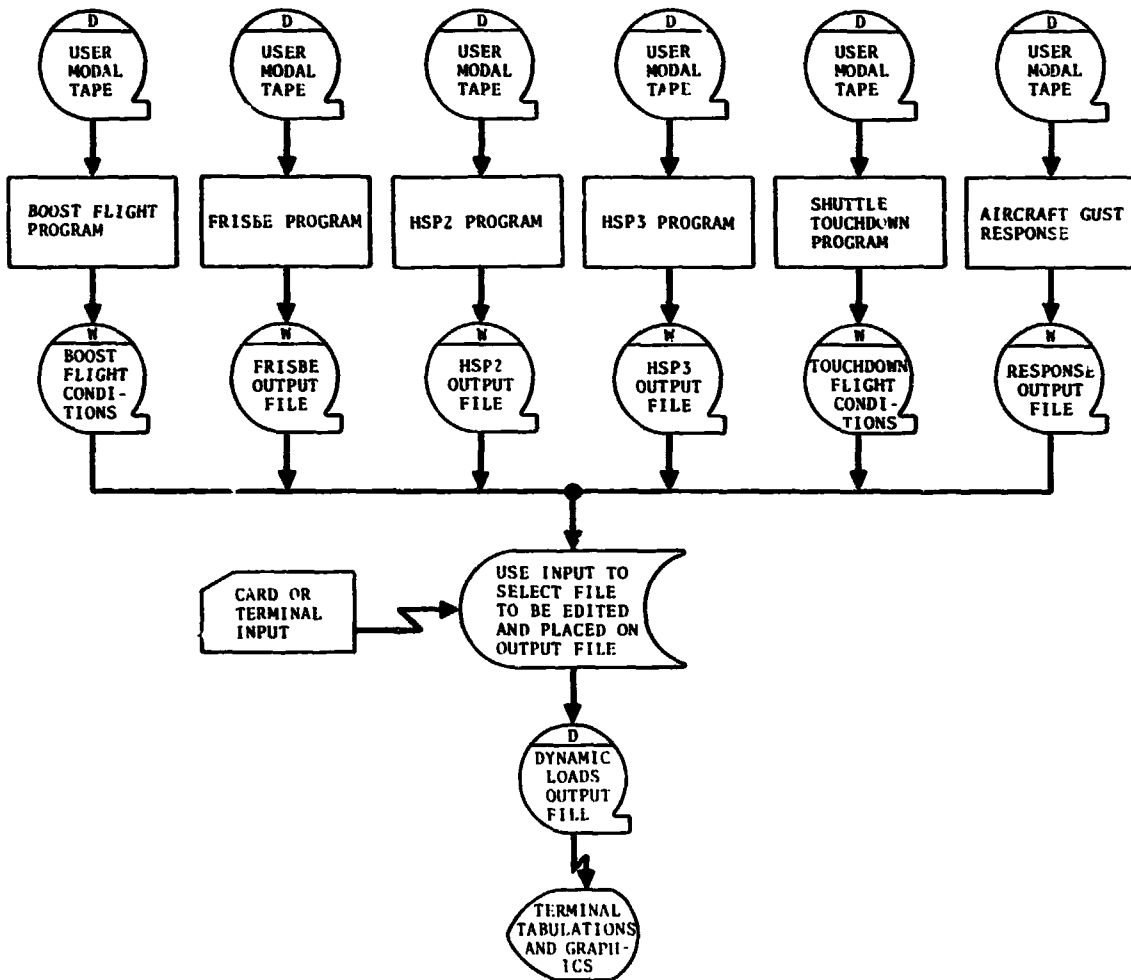 D
USER
MODAL
TAPE
D
USER
MODAL
TAPE
D
USER
MODAL
TAPE
D
USER
MODAL
TAPE
D
USER
MODAL
TAPE
D
USER
MODAL
TAPE
BOOST FLIGHT
PROGRAM
FRISBE PROGRAM
HSP2 PROGRAM
HSP3 PROGRAM
SHUTTLE
TOUCHDOWN
PROGRAM
AIRCRAFT GUST
RESPONSE
W
BOOST
FLIGHT
CONDI-
TIONS
W
FRISBE
OUTPUT
FILE
W
HSP2
OUTPUT
FILE
W
HSP3
OUTPUT
FILE
W
TOUCHDOWN
FLIGHT
CONDI-
TIONS
W
RESPONSE
OUTPUT
FILE
CARD OR
TERMINAL
INPUT
USE INPUT TO
SELECT FILE
TO BE EDITED
AND PLACED ON
OUTPUT FILE
D
DYNAMIC
LOADS
OUTPUT
FILE
TERMINAL
TABULATIONS
AND GRAPH-
ICS